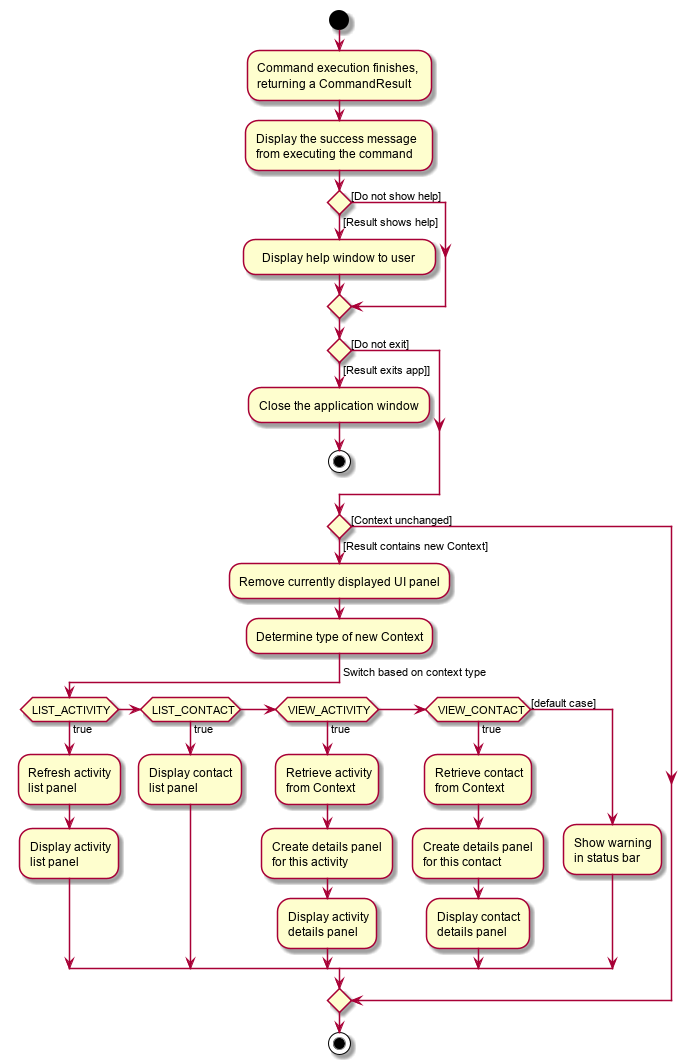 Command execution finishes,
returning a CommandResult
Display the success message
from executing the command
[Do not show help]
[Result shows help]
Display help window to user
[Do not exit]
[Result exits app]]
Close the application window
[Context unchanged]
[Result contains new Context]
Remove currently displayed UI panel
Determine type of new Context
Switch based on context type
LIST_ACTIVITY
LIST_CONTACT
VIEW_ACTIVITY
VIEW_CONTACT
[default case]
true
true
true
true
Refresh activity
list panel
Display contact
list panel
Retrieve activity
from Context
Retrieve contact
from Context
Display activity
list panel
Create details panel
for this activity
Create details panel
for this contact
Show warning
in status bar
Display activity
details panel
Display contact
details panel